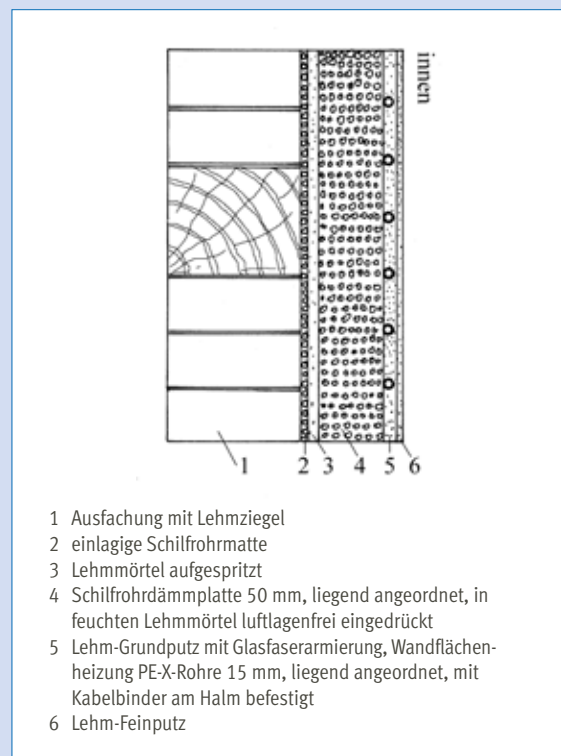 innen
1 2 3 4 5 6
1 Ausfachung mit Lehmziegel
2 einlagige Schilfrohrmatte
3 Lehmmörtel aufgespritzt
4 Schilfrohrdämmplatte 50 mm, liegend angeordnet, in
feuchten Lehmmörtel luftlagenfrei eingedrückt
5 Lehm-Grundputz mit Glasfaserarmierung, Wandflächen-
heizung PE-X-Rohre 15 mm, liegend angeordnet, mit
Kabelbinder am Halm befestigt
6 Lehm-Feinputz